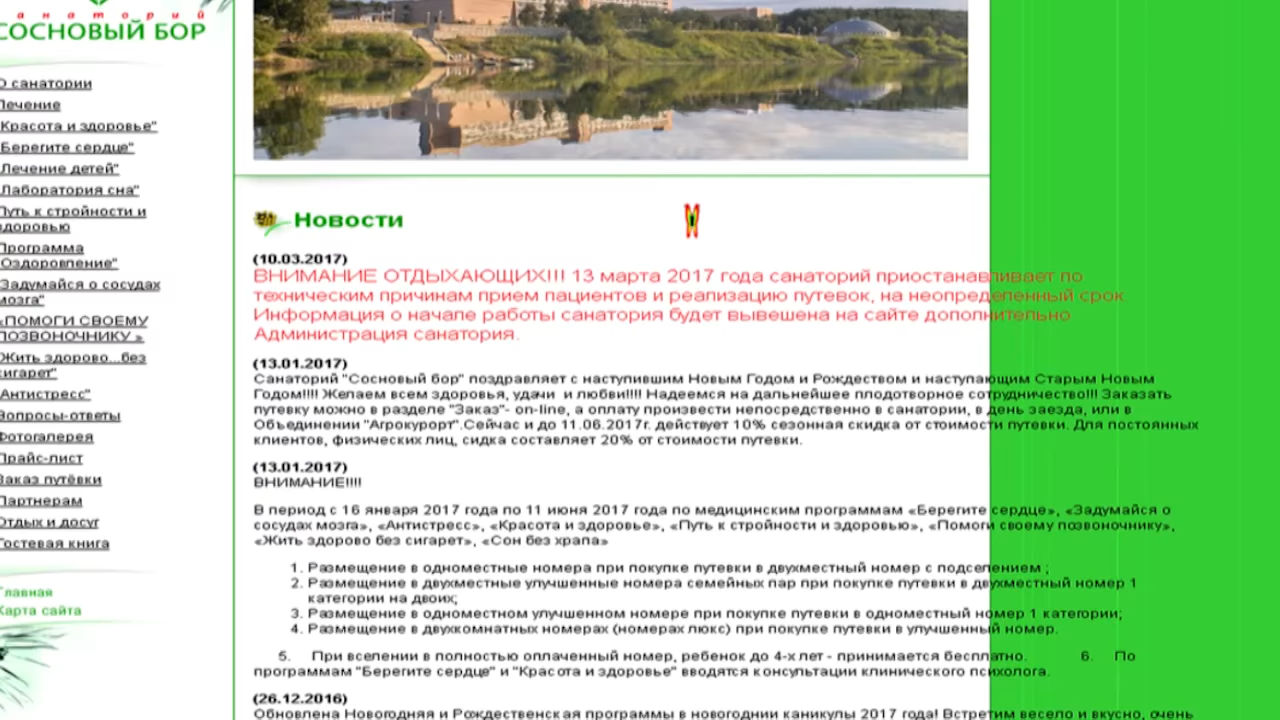 санаторий
СОСНОВЫЙ БОР
О санатории
Лечение
"Красота и здоровье"
"Берегите сердце"
"Лечение детей"
"Лаборатория сна"
"Путь к стройности и
здоровью
Программа
"Оздоровление"
"Задумайся о сосудах
мозга"
«ПОМОГИ СВОЕМУ
ПОЗВОНОЧНИКУ »
"Жить здорово...без
сигарет"
"Антистресс"
Вопросы-ответы
Фотогалерея
Прайс-лист
Заказ путёвки
Партнерам
Отдых и досуг
Гостевая книга
Главная
Карта сайта
Новости
(10.03.2017)
ВНИМАНИЕ ОТДЫХАЮЩИХ!!! 13 марта 2017 года санаторий приостанавливает по
техническим причинам прием пациентов и реализацию путевок, на неопределенный срок.
Информация о начале работы санатория будет вывешена на сайте дополнительно
Администрация санатория.
(13.01.2017)
Санаторий "Сосновый бор" поздравляет с наступившим Новым Годом и Рождеством и наступающим Старым Новым
Годом!!!! Желаем всем здоровья, удачи и любви!!!! Надеемся на дальнейшее плодотворное сотрудничество!!! Заказать
путевку можно в разделе "Заказ"- on-line, а оплату произвести непосредственно в санатории, в день заезда, или в
Объединении "Агрокурорт".Сейчас и до 11.06.2017г. действует 10% сезонная скидка от стоимости путевки. Для постоянных
клиентов, физических лиц, сидка составляет 20% от стоимости путевки.
(13.01.2017)
ВНИМАНИЕ!!!!
В период с 16 января 2017 года по 11 июня 2017 года по медицинским программам «Берегите сердце», «Задумайся о
сосудах мозга», «Антистресс», «Красота и здоровье», «Путь к стройности и здоровью», «Помоги своему позвоночнику»,
«Жить здорово без сигарет», «Сон без храпа»
1. Размещение в одноместные номера при покупке путевки в двухместный номер с подселением ;
2. Размещение в двухместные улучшенные номера семейных пар при покупке путевки в двухместный номер 1
категории на двоих;
3. Размещение в одноместном улучшенном номере при покупке путевки в одноместный номер 1 категории;
4. Размещение в двухкомнатных номерах (номерах люкс) при покупке путевки в улучшенный номер.
5. При вселении в полностью оплаченный номер, ребенок до 4-х лет - принимается бесплатно. 6. По
программам "Берегите сердце" и "Красота и здоровье" вводятся консультации клинического психолога.
(26.12.2016)
Обновлена Новогодняя и Рождественская программы в новогодний каникулы 2017 года! Встретим весело и вкусно, очень